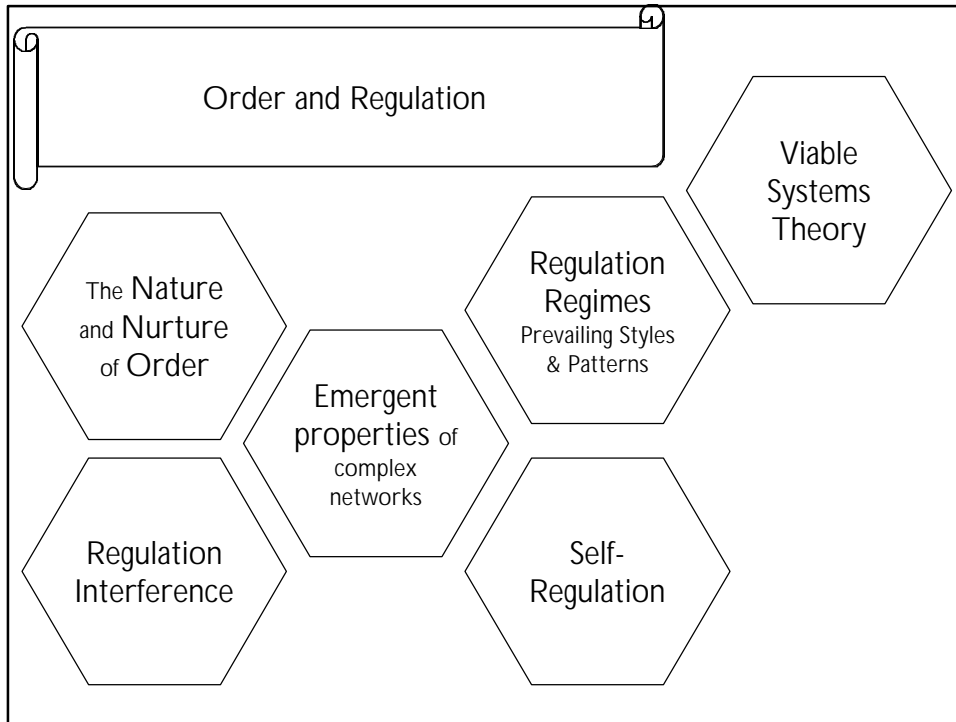 Order and Regulation
Viable
Systems
Theory
The Nature
and Nurture
of Order
Regulation
Regimes
Prevailing Styles
& Patterns
Emergent
properties of
complex
networks
Regulation
Interference
Self-
Regulation